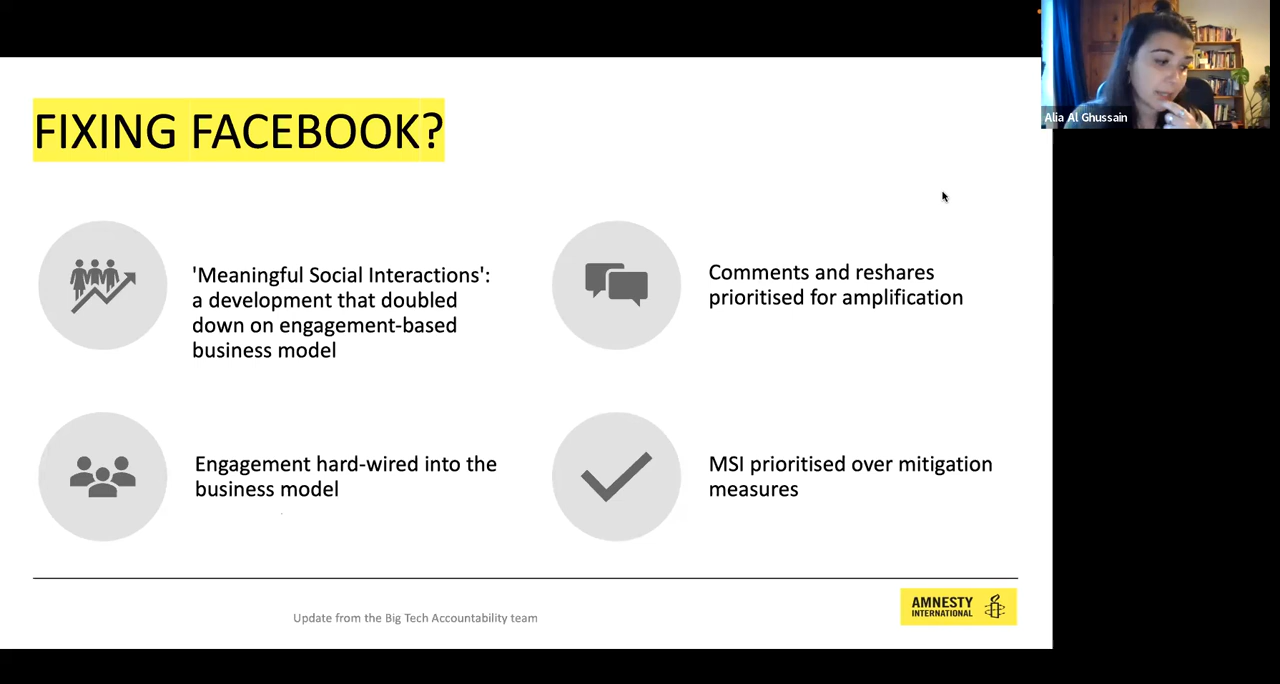 FIXING FACEBOOK?
Alia Al Ghussain
'Meaningful Social Interactions':
a development that doubled
down on engagement-based
business model
Comments and reshares
prioritised for amplification
Engagement hard-wired into the
business model
MSI prioritised over mitigation
measures
Update from the Big Tech Accountability team
AMNESTY
INTERNATIONAL